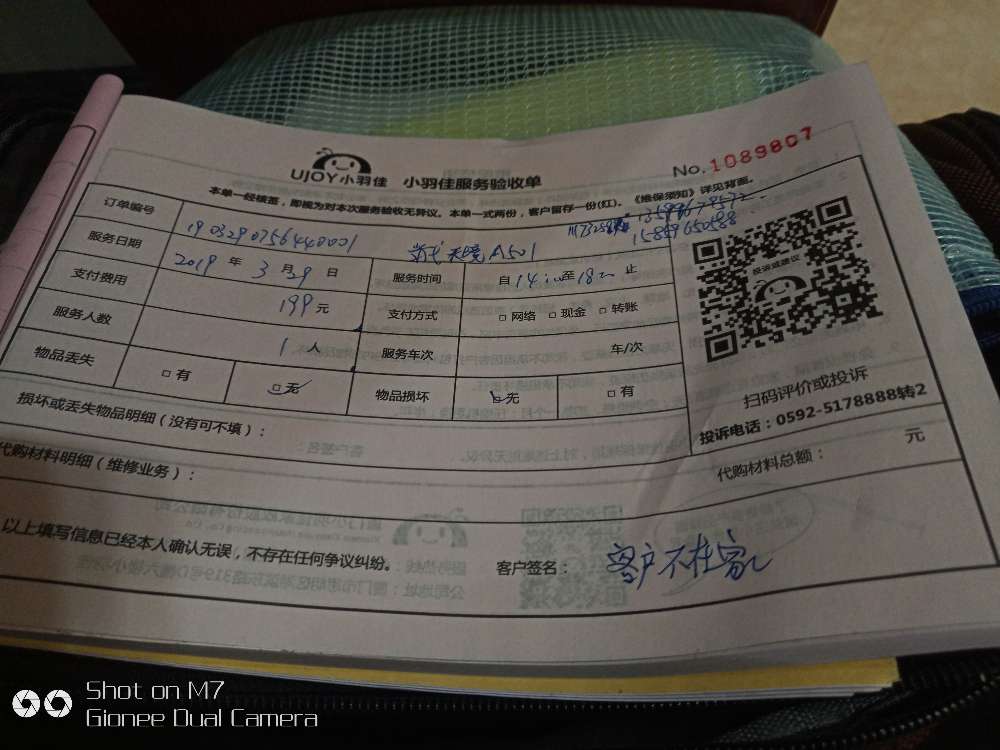 UJOY小羽佳 小羽佳服务验收单
No.1089807
本单一经核签，即视为对本次服务验收无异议。本单一式两份，客户留存一份(红)。《维保须知》详见背面。
订单编号 1903290756440001
15859650588
服务日期 2019 年 3 月 29 日 服务时间 自 14:00 至 18:00 止
支付费用 199 元 支付方式 □ 网络 □ 现金 □ 转账
服务人数 1 人 服务车次 车/次
物品丢失 □ 有 □ 无 ✓ 物品损坏 □ 无 ✓ □ 有
投诉或建议
扫码评价或投诉
投诉电话：0592-5178888转2
损坏或丢失物品明细（没有可不填）：
代购材料明细（维修业务）： 代购材料总额： 元
以上填写信息已经本人确认无误，不存在任何争议纠纷。 客户签名： 客户不在家
Shot on M7
Gionee Dual Camera